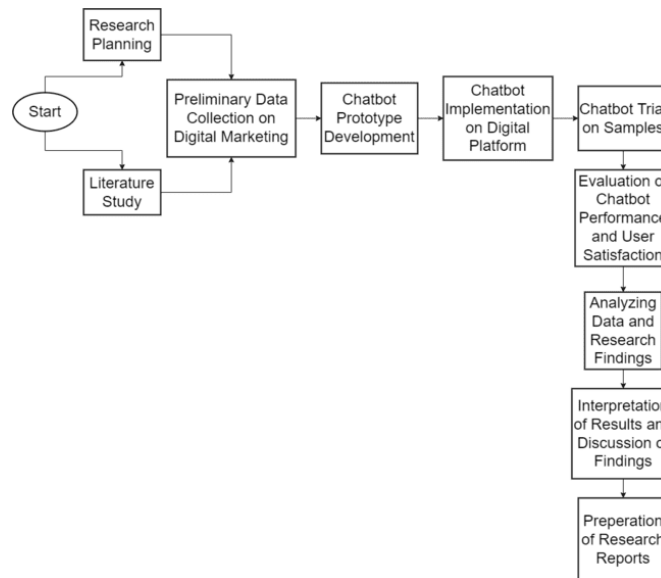 Research
Planning
Start
Literature
Study
Preliminary Data
Collection on
Digital Marketing
Chatbot
Prototype
Development
Chatbot
Implementation
on Digital
Platform
Chatbot Tria
on Samples
Evaluation o
Chatbot
Performance
and User
Satisfaction
Analyzing
Data and
Research
Findings
Interpretation
of Results an
Discussion o
Findings
Preperation
of Research
Reports